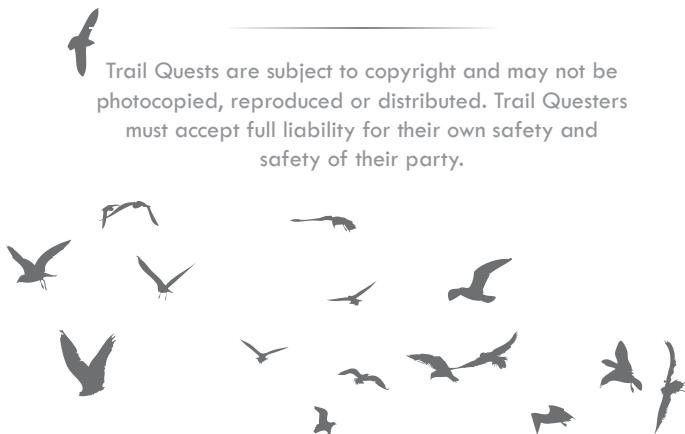 Trail Quests are subject to copyright and may not be
photocopied, reproduced or distributed. Trail Questers
must accept full liability for their own safety and
safety of their party.